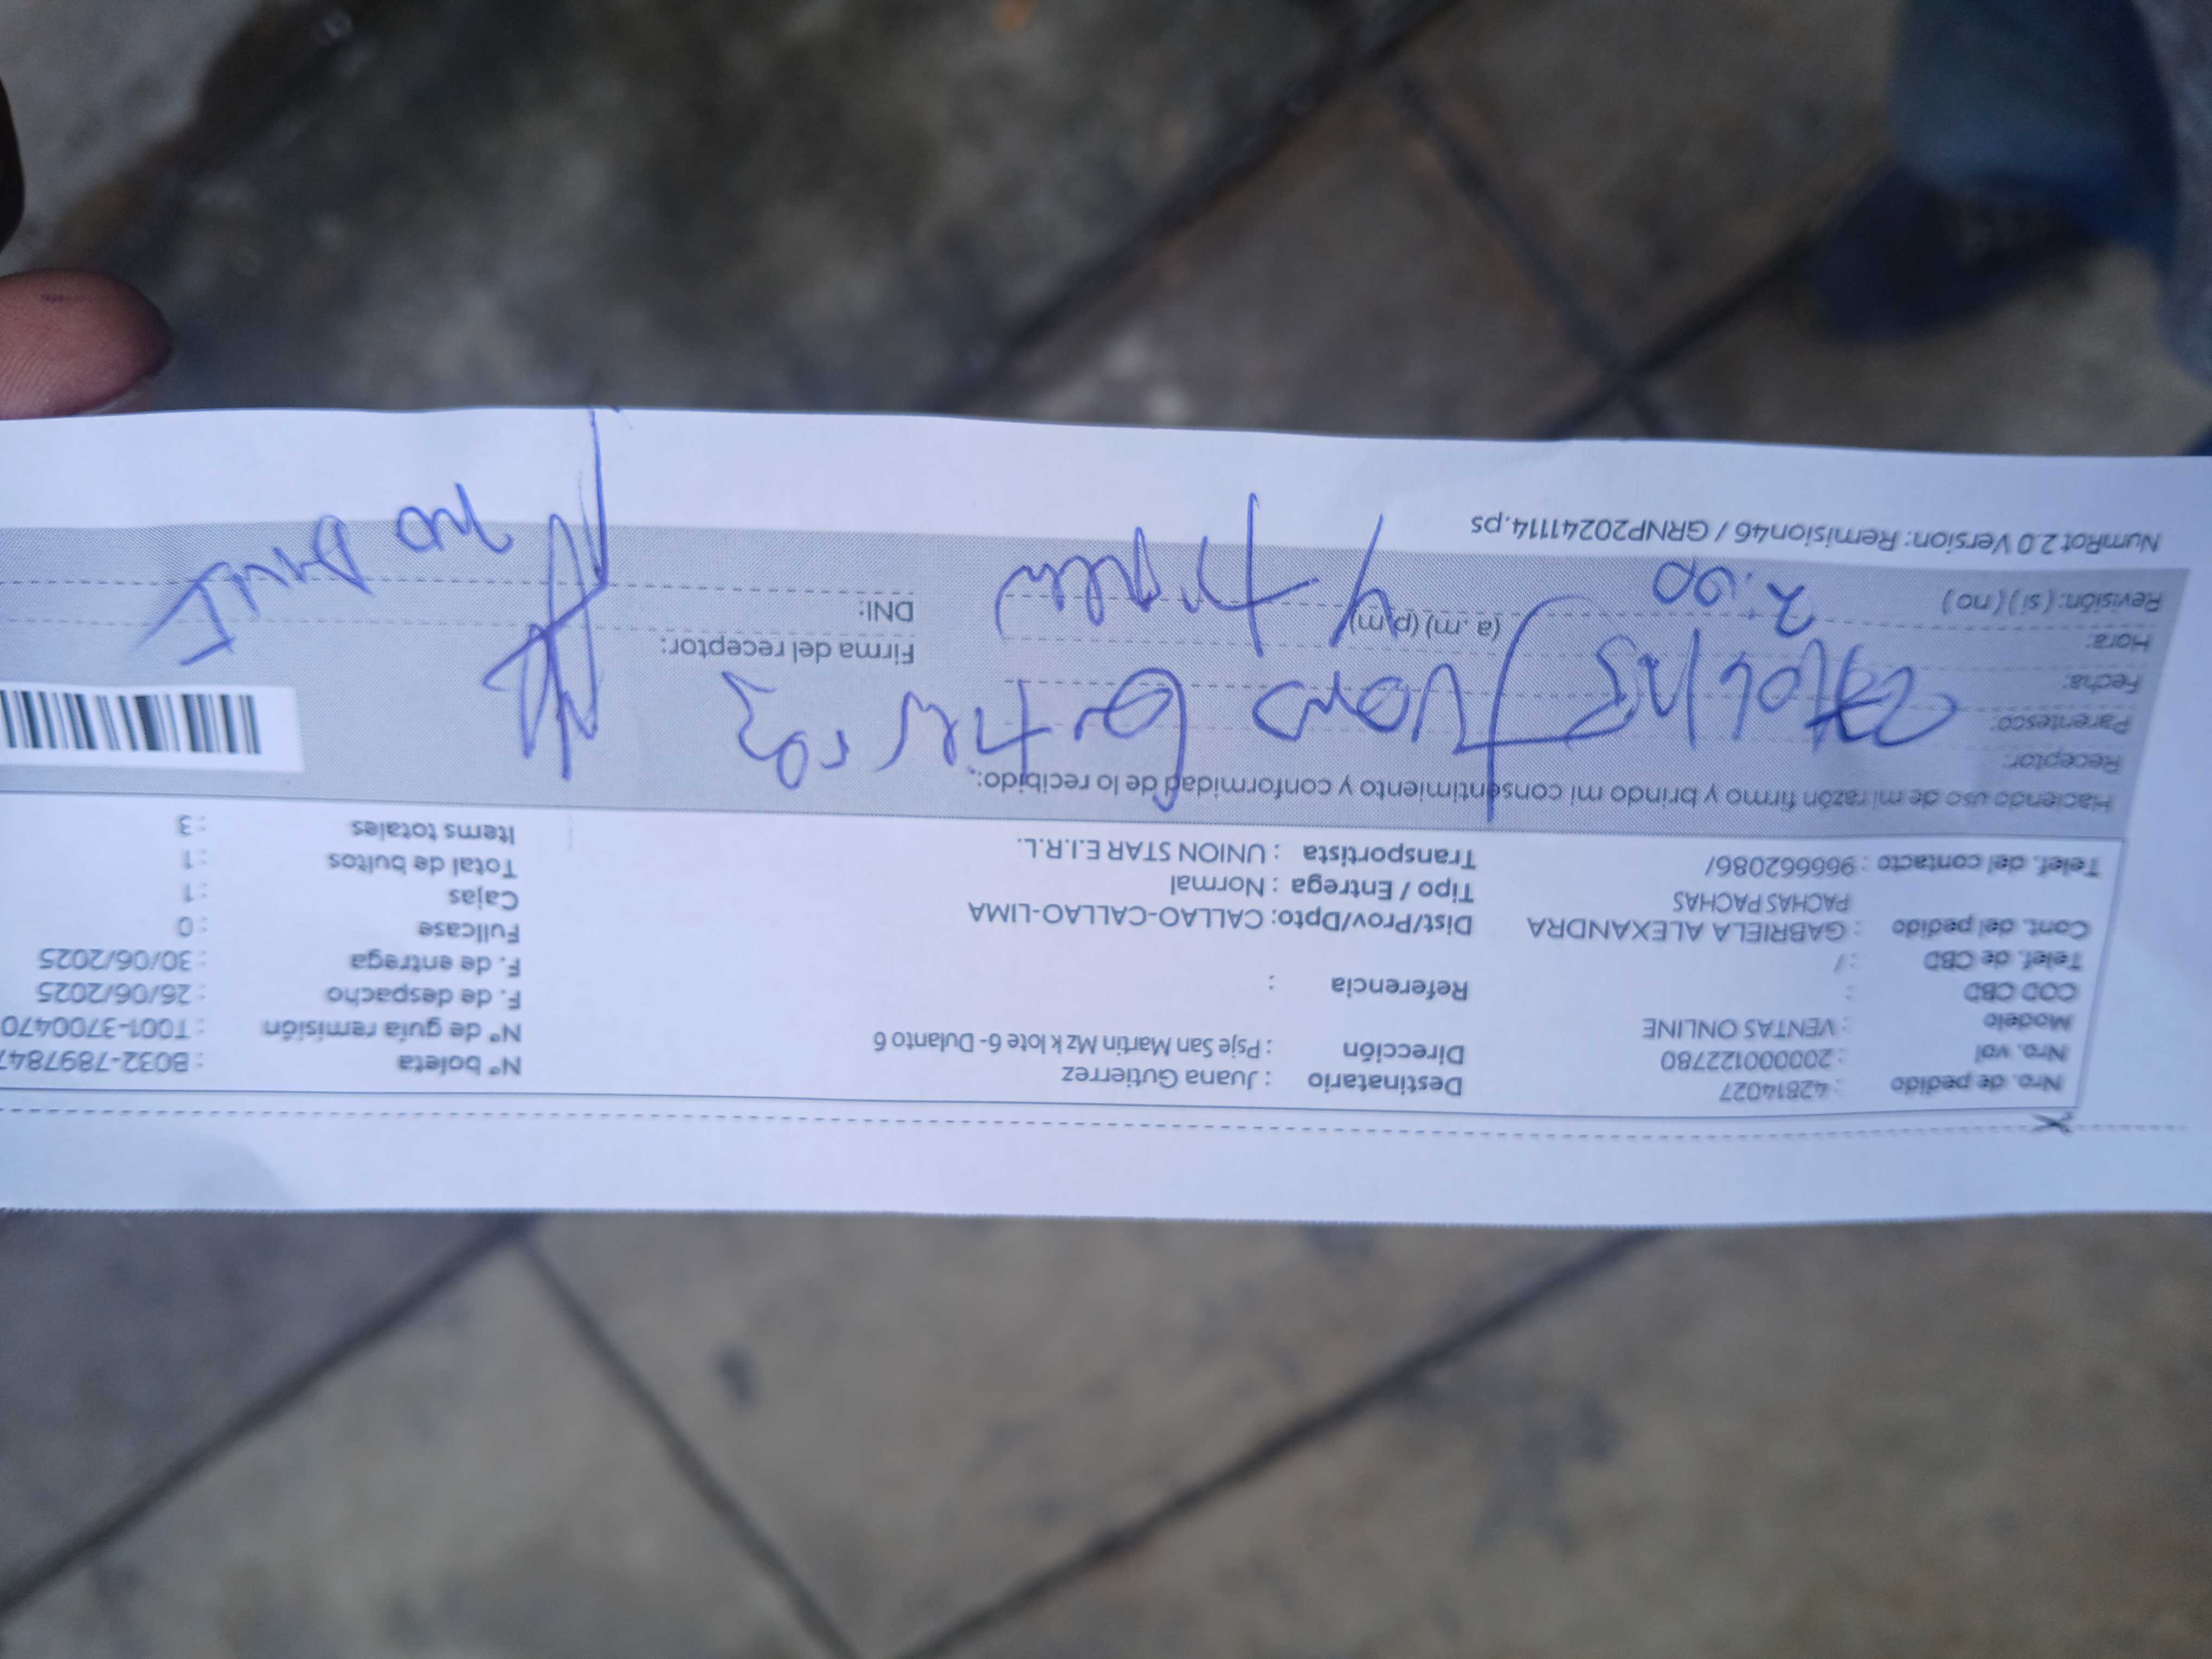 Nro. de pedido : 42814027
Nro. vol : 200000122780
Modelo : VENTAS ONLINE
COD CBD :
Telef. de CBD : /
Cont. del pedido : GABRIELA ALEXANDRA
PACHAS PACHAS
Telef. del contacto : 966662086/
Destinatario : Juana Gutierrez
Dirección : Psje San Martin Mz k lote 6- Dulanto 6
Referencia :
Dist/Prov/Dpto: CALLAO-CALLAO-LIMA
Tipo / Entrega : Normal
Transportista : UNION STAR E.I.R.L.
Nº boleta : B032-789784
Nº de guía remisión : T001-3700470
F. de despacho : 26/06/2025
F. de entrega : 30/06/2025
Fullcase : 0
Cajas : 1
Total de bultos : 1
Items totales : 3
Haciendo uso de mi razón firmo y brindo mi consentimiento y conformidad de lo recibido:
Receptor:
Parentesco:
Fecha:
Hora: (a.m) (p.m)
Revisión: (si) (no)
Firma del receptor:
DNI:
NumRot 2.0 Version: Remision46 / GRNP20241114.ps